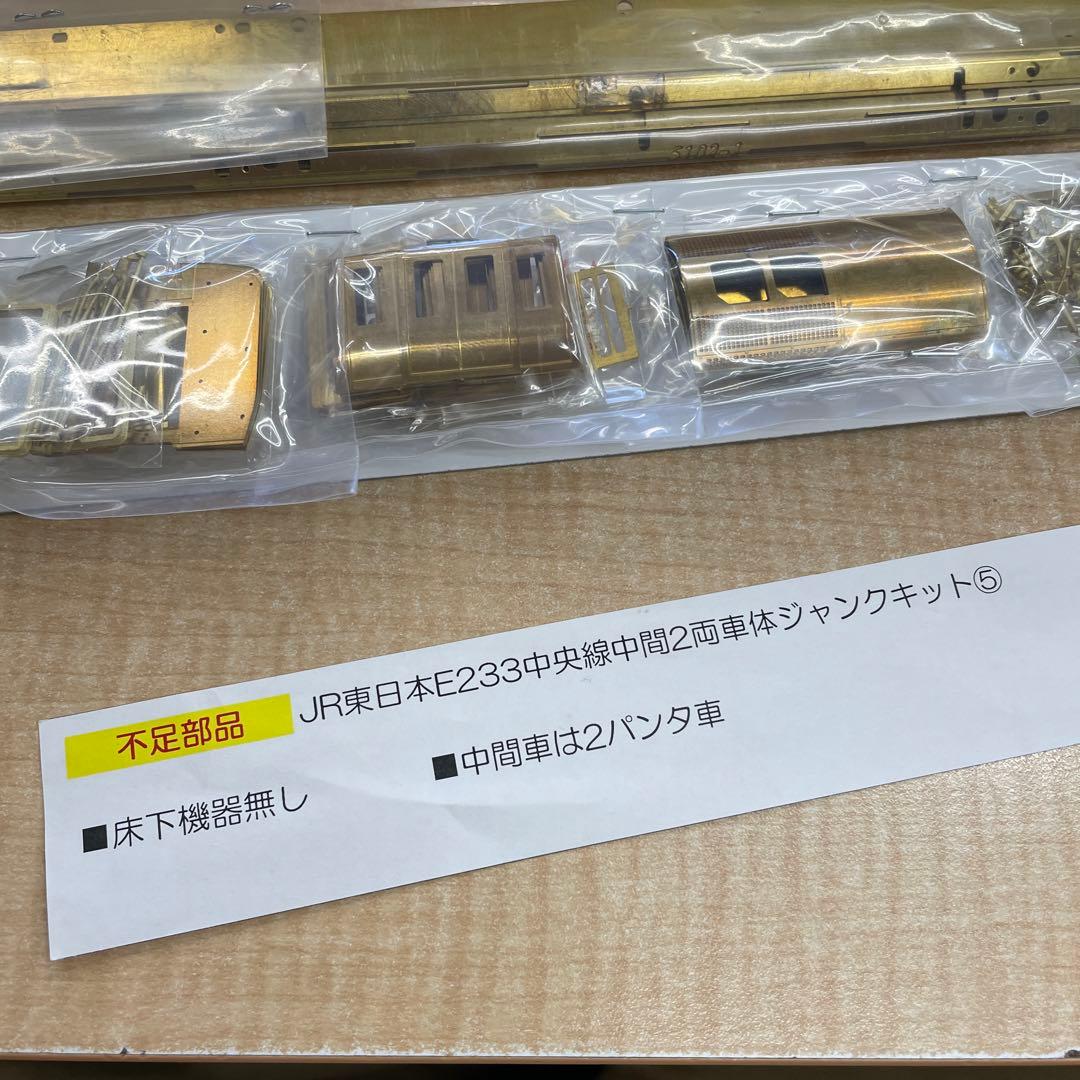 不足部品 JR東日本E233中央線中間2両車体ジャンクキット⑤
■床下機器無し ■中間車は2パンタ車